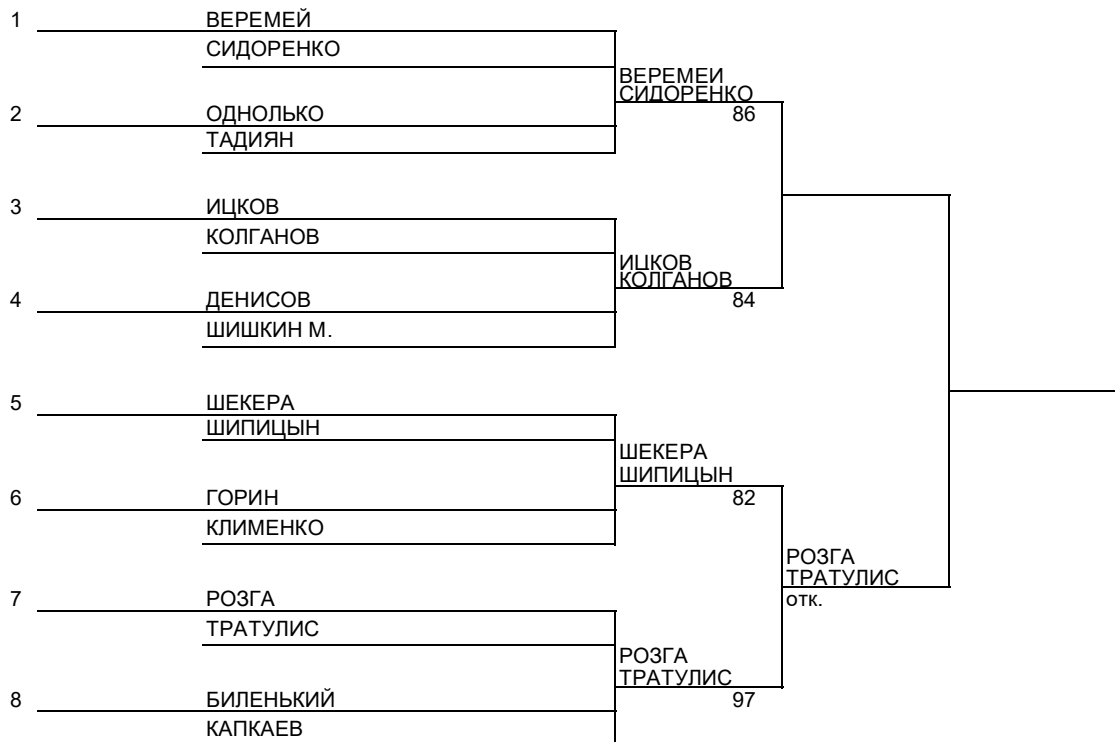 1 ВЕРЕМЕЙ
СИДОРЕНКО
ВЕРЕМЕЙ
СИДОРЕНКО
2 ОДНОЛЬКО 86
ТАДИЯН
3 ИЦКОВ
КОЛГАНОВ
ИЦКОВ
КОЛГАНОВ
4 ДЕНИСОВ 84
ШИШКИН М.
5 ШЕКЕРА
ШИПИЦЫН
ШЕКЕРА
ШИПИЦЫН
6 ГОРИН 82
КЛИМЕНКО
РОЗГА
ТРАТУЛИС
7 РОЗГА отк.
ТРАТУЛИС
РОЗГА
ТРАТУЛИС
8 БИЛЕНЬКИЙ 97
КАПКАЕВ